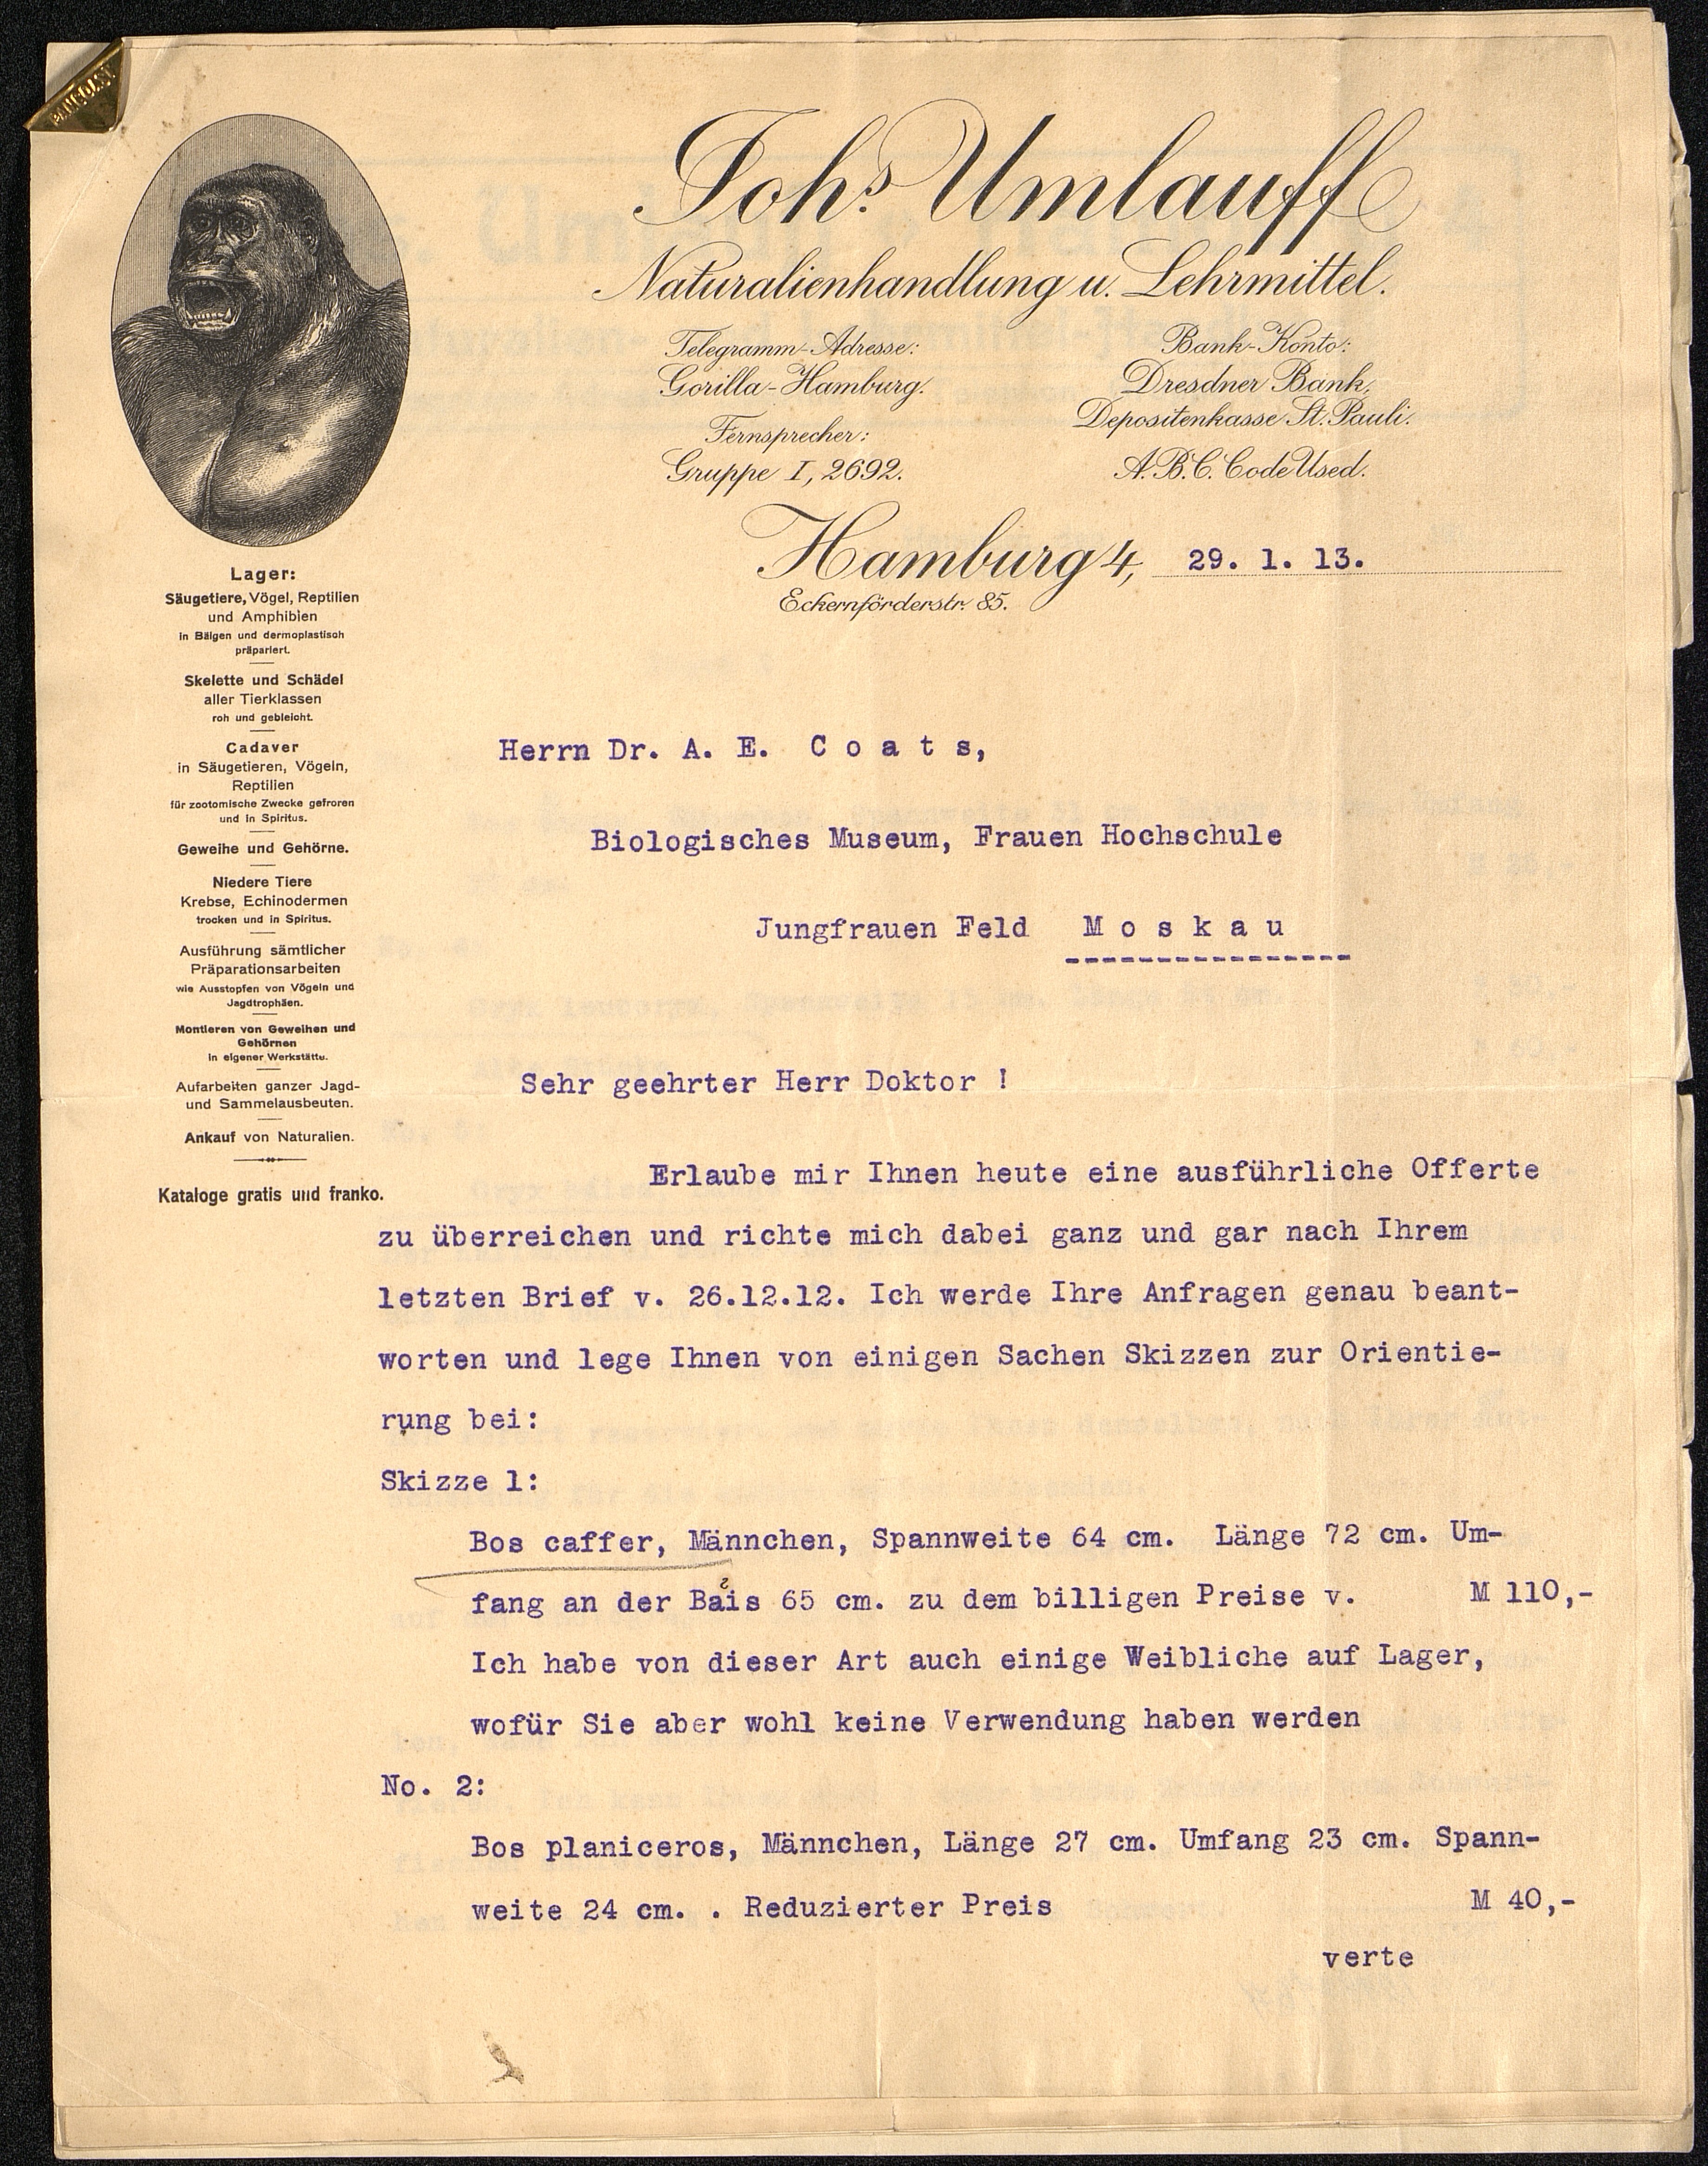 Johs. Umlauff
Naturalienhandlung u. Lehrmittel.
Telegramm-Adresse:
Gorilla-Hamburg.
Fernsprecher:
Gruppe I, 2692.
Bank-Konto:
Dresdner Bank,
Depositenkasse St. Pauli.
A.B.C. Code Used.
Hamburg 4, 29. 1. 13.
Eckernförderstr. 85.
Lager:
Säugetiere, Vögel, Reptilien
und Amphibien
in Bälgen und dermoplastisch
präpariert.
Skelette und Schädel
aller Tierklassen
roh und gebleicht.
Cadaver
in Säugetieren, Vögeln,
Reptilien
für zootomische Zwecke gefroren
und in Spiritus.
Geweihe und Gehörne.
Niedere Tiere
Krebse, Echinodermen
trocken und in Spiritus.
Ausführung sämtlicher
Präparationsarbeiten
wie Ausstopfen von Vögeln und
Jagdtrophäen.
Montieren von Geweihen und
Gehörnen
in eigener Werkstätte.
Aufarbeiten ganzer Jagd-
und Sammelausbeuten.
Ankauf von Naturalien.
Kataloge gratis und franko.
Herrn Dr. A. E. C o a t s,
Biologisches Museum, Frauen Hochschule
Jungfrauen Feld M o s k a u
Sehr geehrter Herr Doktor !
Erlaube mir Ihnen heute eine ausführliche Offerte
zu überreichen und richte mich dabei ganz und gar nach Ihrem
letzten Brief v. 26.12.12. Ich werde Ihre Anfragen genau beant-
worten und lege Ihnen von einigen Sachen Skizzen zur Orientie-
rung bei:
Skizze 1:
Bos caffer, Männchen, Spannweite 64 cm. Länge 72 cm. Um-
fang an der Bais 65 cm. zu dem billigen Preise v. M 110,-
Ich habe von dieser Art auch einige Weibliche auf Lager,
wofür Sie aber wohl keine Verwendung haben werden
No. 2:
Bos planiceros, Männchen, Länge 27 cm. Umfang 23 cm. Spann-
weite 24 cm. . Reduzierter Preis M 40,-
verte